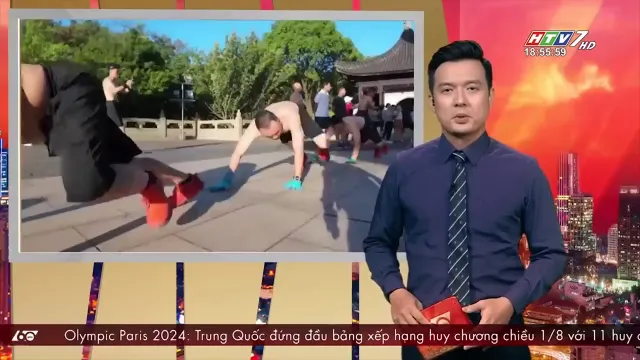 HTV7 HD
18:55:59
Olympic Paris 2024: Trung Quốc đứng đầu bảng xếp hạng huy chương chiều 1/8 với 11 huy